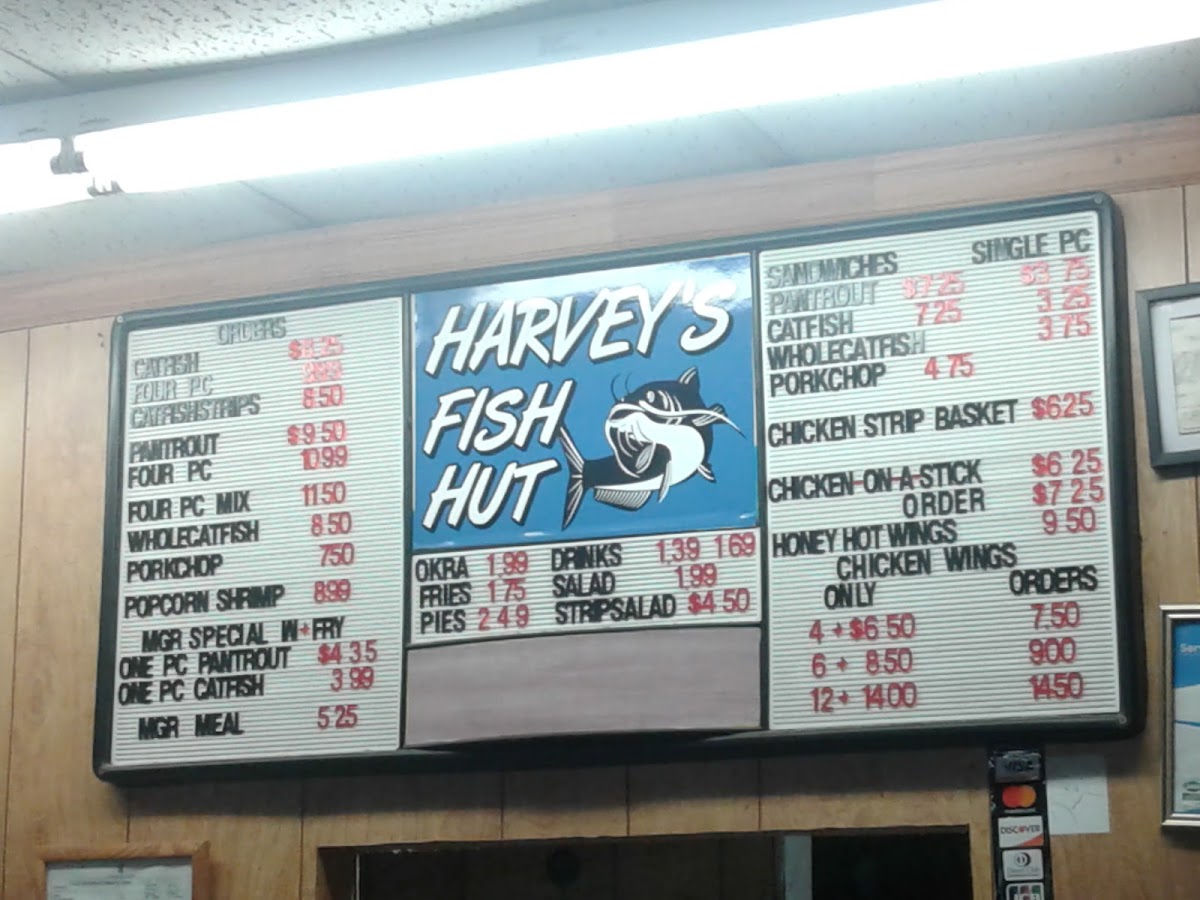 ORDERS
CATFISH
FOUR PC
CATFISHSTRIPS 8.50
PANTROUT $9.50
FOUR PC 10.99
FOUR PC MIX 11.50
WHOLECATFISH 8.50
PORKCHOP 7.50
POPCORN SHRIMP 8.99
MGR SPECIAL W+FRY
ONE PC PANTROUT $4.35
ONE PC CATFISH 3.99
MGR MEAL 5.25
HARVEY'S
FISH
HUT
OKRA 1.99 DRINKS 1.39 1.69
FRIES 1.75 SALAD 1.99
PIES 2.49 STRIPSALAD $4.50
SANDWICHES SINGLE PC
PANTROUT $7.25 $3.75
CATFISH 7.25 3.25
WHOLECATFISH 3.75
PORKCHOP 4.75
CHICKEN STRIP BASKET $6.25
CHICKEN-ON-A-STICK $6.25
ORDER $7.25
HONEY HOT WINGS 9.50
CHICKEN WINGS
ONLY ORDERS
4 + $6.50 7.50
6 + 8.50 9.00
12 + 14.00 14.50
VISA
DISCOVER